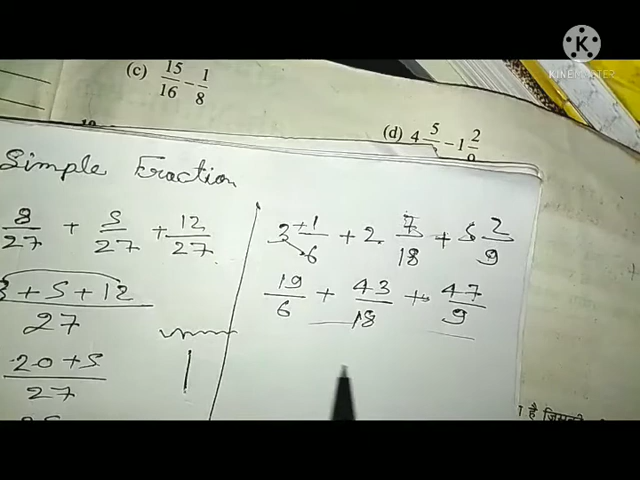 KINEMASTER
(c) 15/16 - 1/8
(d) 4 5/ - 1 2/9
Simple Fraction
8/27 + 5/27 + 12/27
8 + 5 + 12 / 27
20 + 5 / 27
3 + 1/6 + 2 7/18 + 5 2/9
19/6 + 43/18 + 47/9
है